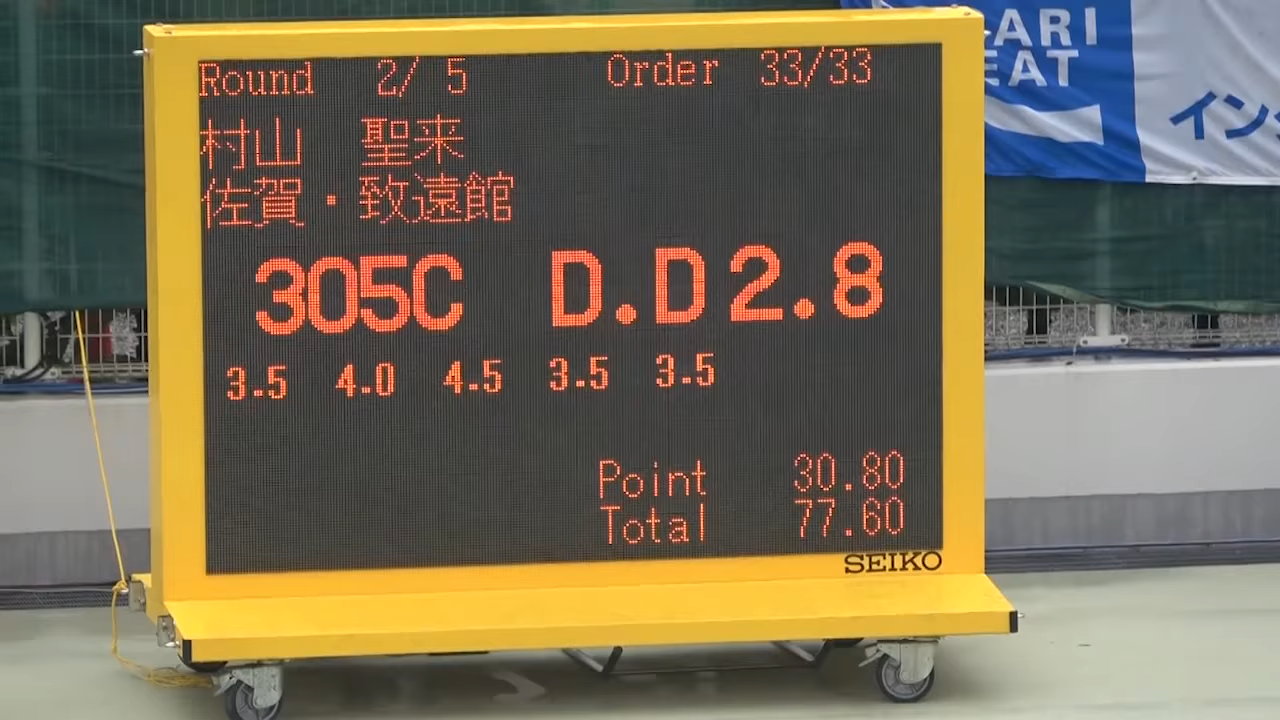 Round 2/ 5 Order 33/33
村山 聖来
佐賀・致遠館
305C D.D2.8
3.5 4.0 4.5 3.5 3.5
Point 30.80
Total 77.60
SEIKO
ARI
EAT
イン